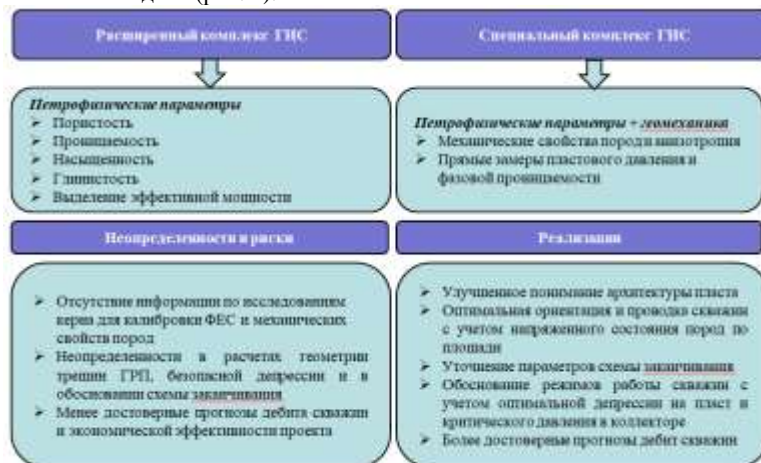 Расширенный комплекс ГИС
Петрофизические параметры
Пористость
Проницаемость
Насыщенность
Глинистость
Выделение эффективной мощности
Специальный комплекс ГИС
Петрофизические параметры + геомеханика
Механические свойства пород и анизотропия
Прямые замеры пластового давления и
фазовой проницаемости
Неопределенности и риски
Отсутствие информации по исследованиям
керна для калибровки ФЕС и механических
свойств пород
Неопределенности в расчетах геометрии
трещин ГРП, безопасной депрессии и в
обосновании схемы заканчивания
Менее достоверные прогнозы дебита скважин
и экономической эффективности проекта
Реализация
Улучшенное понимание архитектуры пласта
Оптимальная ориентация и проводка скважин
с учетом напряженного состояния пород по
площади
Уточнение параметров схемы заканчивания
Обоснование режимов работы скважин с
учетом оптимальной депрессии на пласт и
критического давления в коллекторе
Более достоверные прогнозы дебит скважин